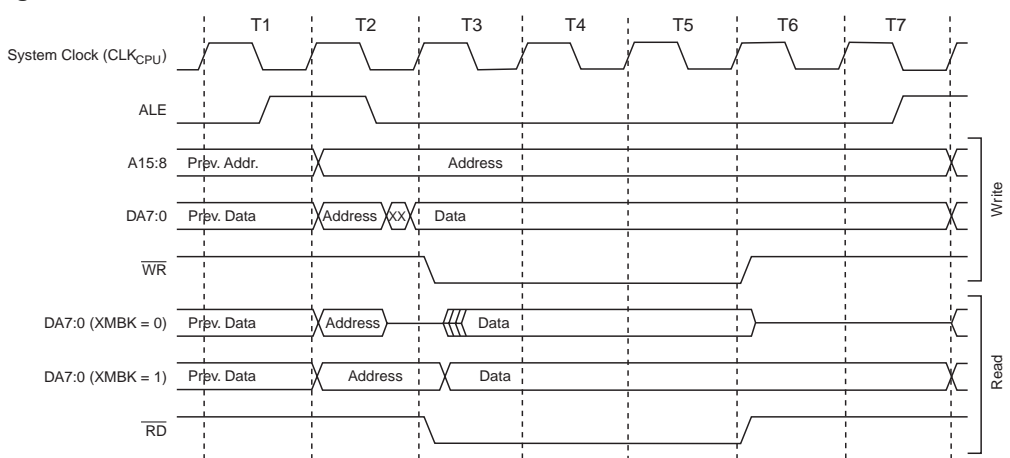 T1 T2 T3 T4 T5 T6 T7
System Clock (CLKCPU)
ALE
A15:8 Prev. Addr. Address
DA7:0 Prev. Data Address XX Data
WR
Write
DA7:0 (XMBK = 0) Prev. Data Address Data
DA7:0 (XMBK = 1) Prev. Data Address Data
RD
Read